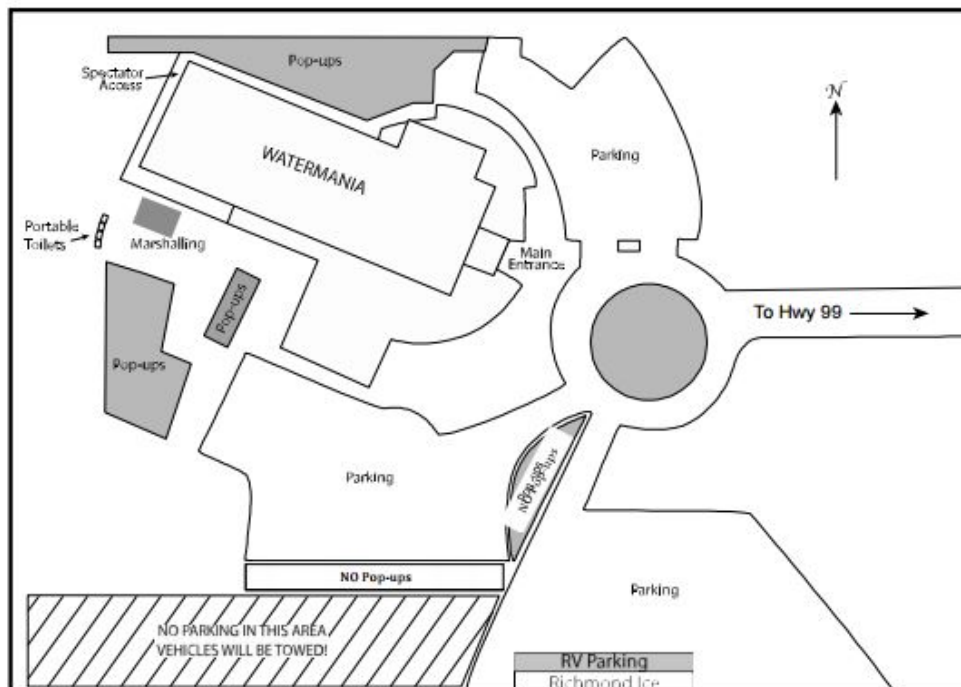 Pop-ups
Spectator
Access
N
Parking
WATERMANIA
Portable
Toilets
Marshalling
Main
Entrance
Pop-ups
To Hwy 99
Pop-ups
Parking
Pop-ups
NO Pop-ups
NO Pop-ups
Parking
NO PARKING IN THIS AREA
VEHICLES WILL BE TOWED!
RV Parking
Richmond Ice